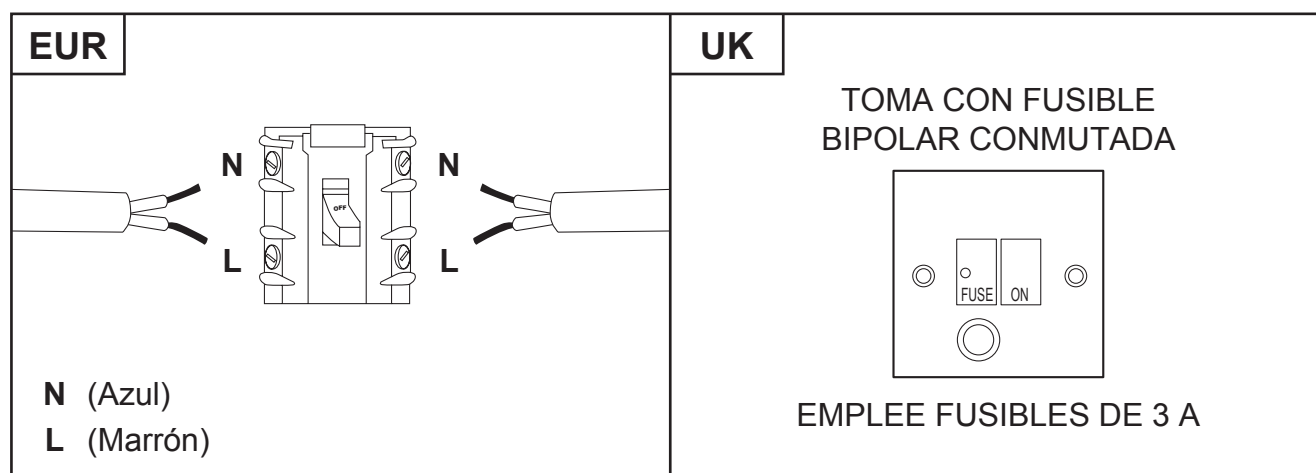 EUR
N
N
OFF
L
L
N (Azul)
L (Marrón)
UK
TOMA CON FUSIBLE
BIPOLAR CONMUTADA
FUSE ON
EMPLEE FUSIBLES DE 3 A